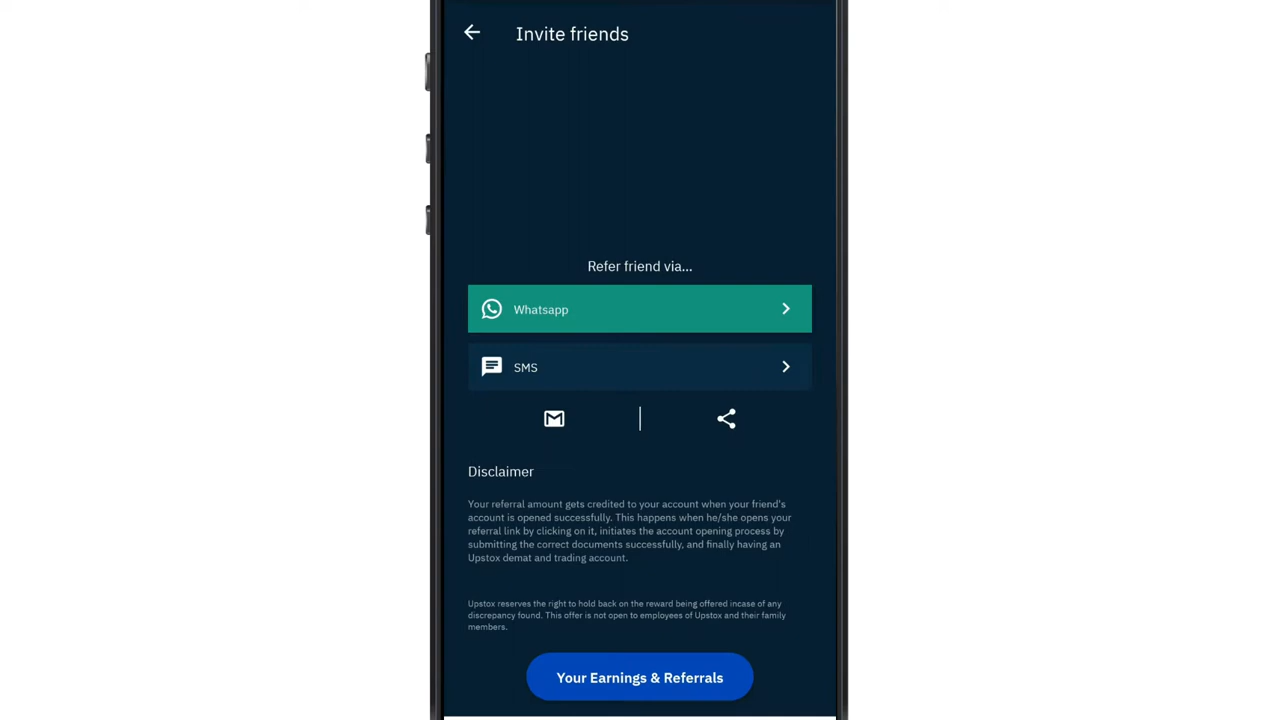 Invite friends
Refer friend via...
Whatsapp
SMS
Disclaimer
Your referral amount gets credited to your account when your friend's
account is opened successfully. This happens when he/she opens your
referral link by clicking on it, initiates the account opening process by
submitting the correct documents successfully, and finally having an
Upstox demat and trading account.
Upstox reserves the right to hold back on the reward being offered incase of any
discrepancy found. This offer is not open to employees of Upstox and their family
members.
Your Earnings & Referrals